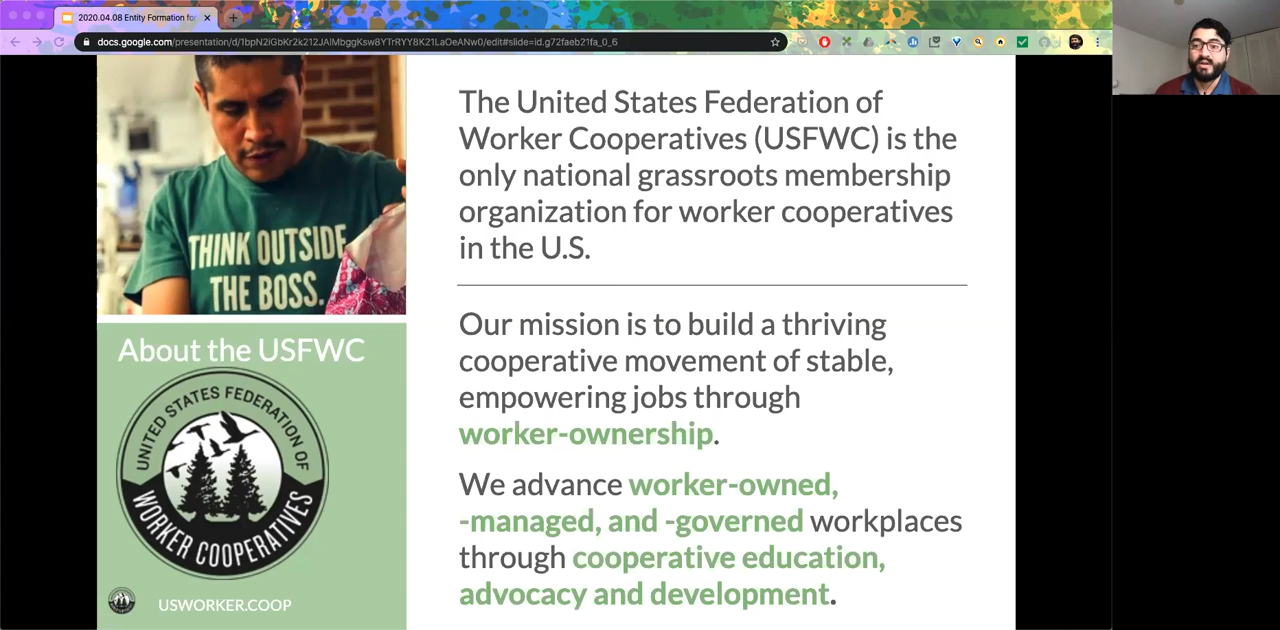 2020.04.08 Entity Formation for
docs.google.com/presentation/d/1bpN2iGbKr2k212JAlMbggKsw8YTrRYY8K21LaOeANw0/edit#slide=id.g72faeb21fa_0_6
THINK OUTSIDE
THE BOSS.
About the USFWC
UNITED STATES FEDERATION OF
WORKER COOPERATIVES
USWORKER.COOP
The United States Federation of
Worker Cooperatives (USFWC) is the
only national grassroots membership
organization for worker cooperatives
in the U.S.
Our mission is to build a thriving
cooperative movement of stable,
empowering jobs through
worker-ownership.
We advance worker-owned,
-managed, and -governed workplaces
through cooperative education,
advocacy and development.